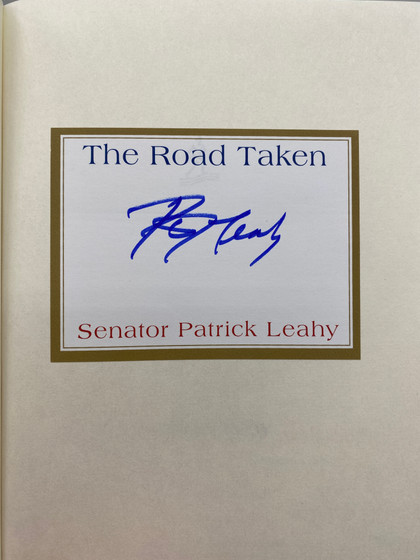 The Road Taken
Senator Patrick Leahy